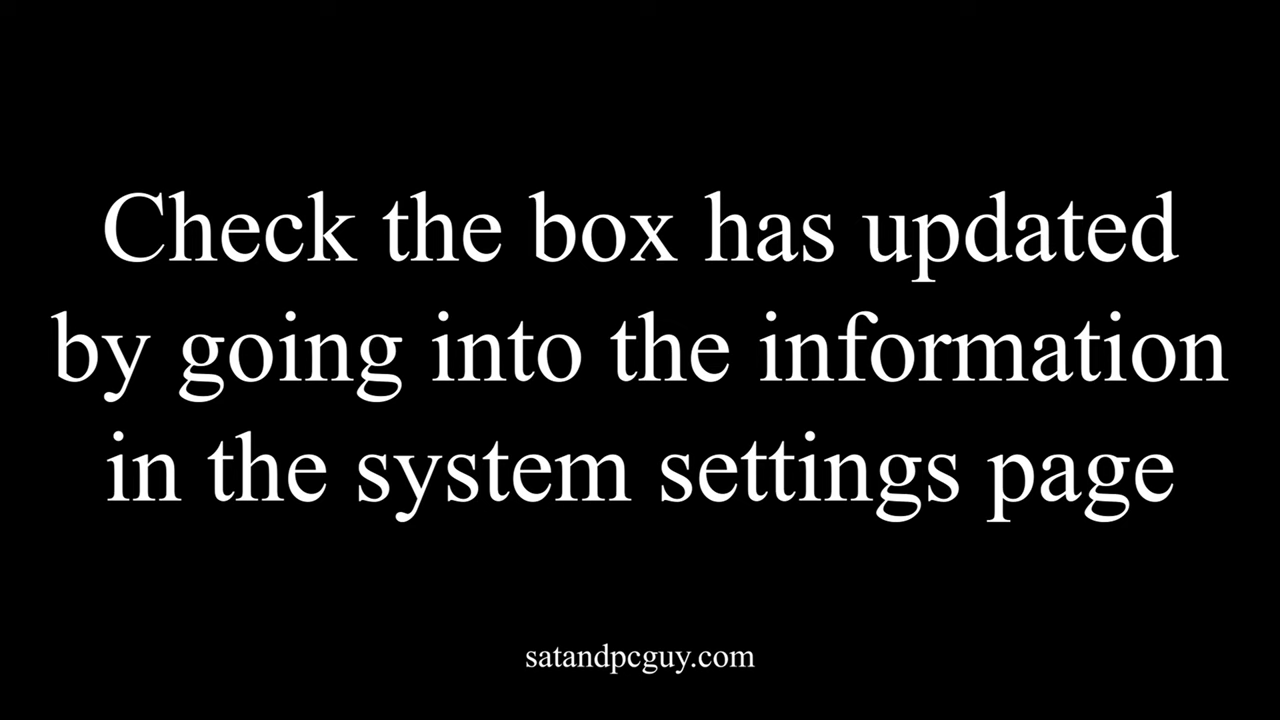 Check the box has updated
by going into the information
in the system settings page
satandpcguy.com